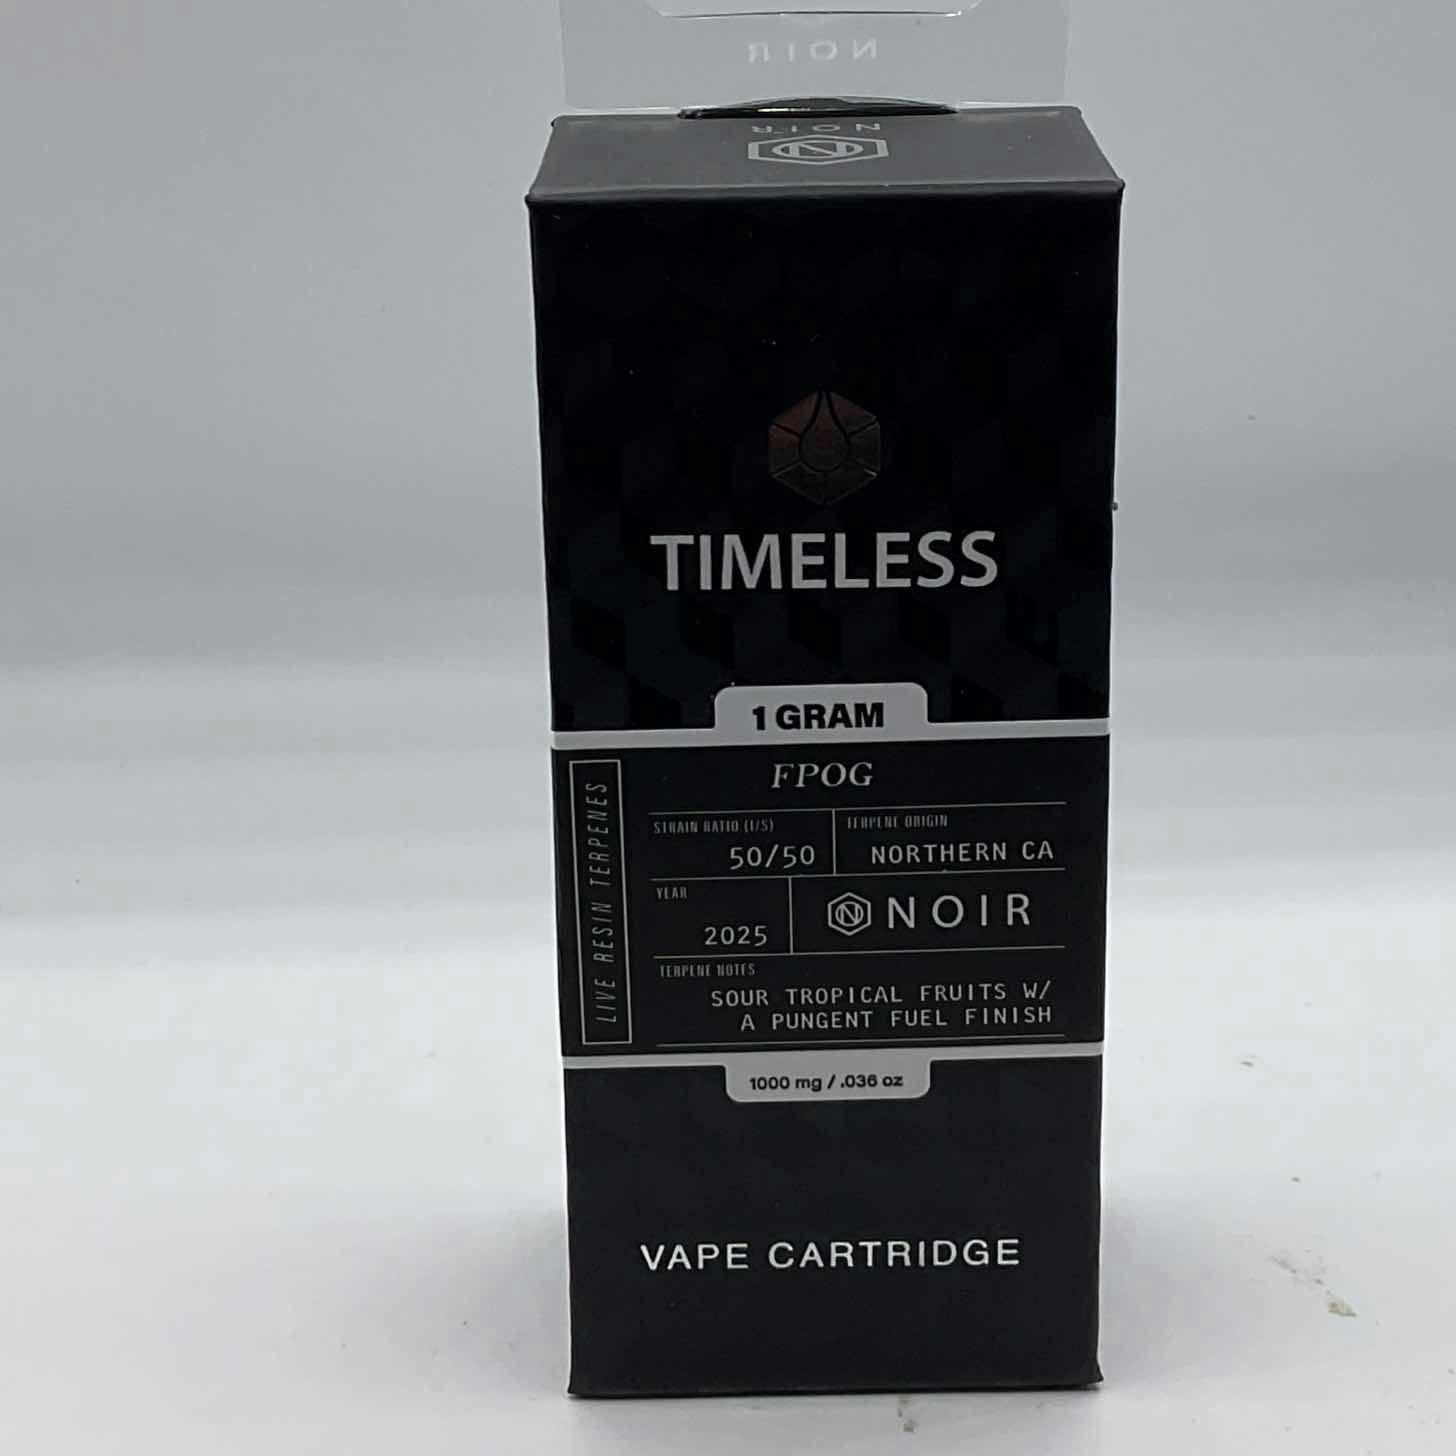 NOIR
NOIR
TIMELESS
1 GRAM
FPOG
LIVE RESIN TERPENES
STRAIN RATIO (I/S)
50/50
TERPENE ORIGIN
NORTHERN CA
YEAR
2025
NOIR
TERPENE NOTES
SOUR TROPICAL FRUITS W/
A PUNGENT FUEL FINISH
1000 mg / .036 oz
VAPE CARTRIDGE